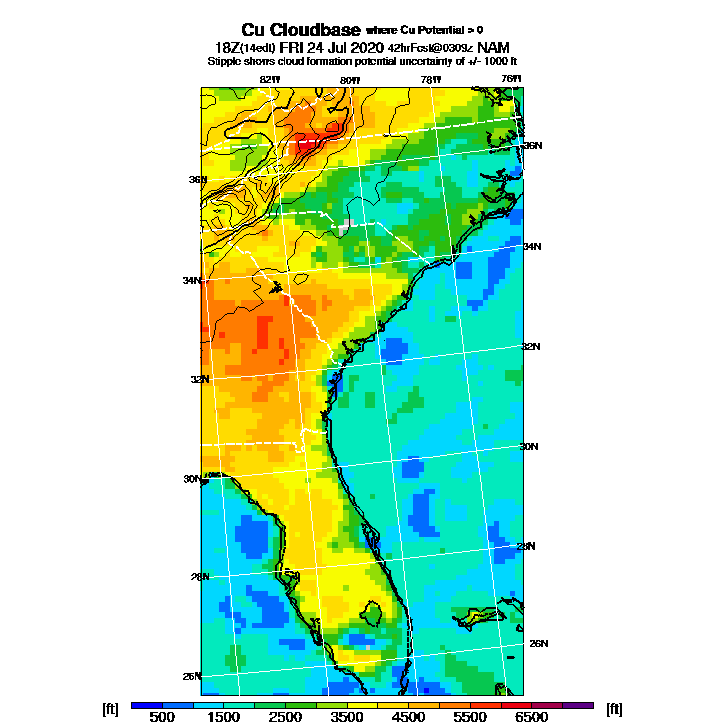 Cu Cloudbase where Cu Potential > 0
18Z(14edt) FRI 24 Jul 2020 42hrFcst@0309z NAM
Stipple shows cloud formation potential uncertainty of +/- 1000 ft
82W 80W 78W 76W
36N
36N
34N
34N
32N
32N
30N
30N
28N
28N
26N
26N
[ft] 500 1500 2500 3500 4500 5500 6500 [ft]